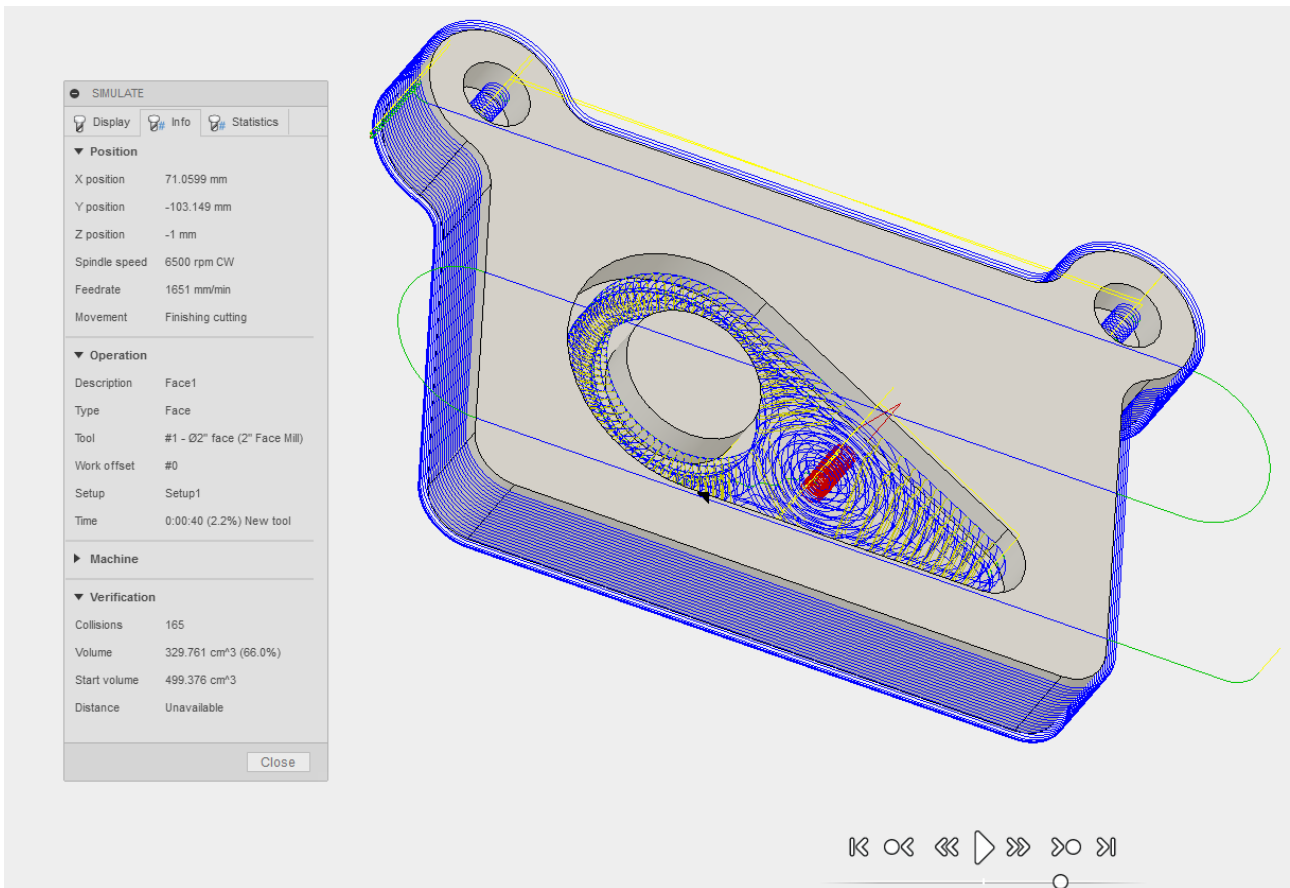 SIMULATE
Display Info Statistics
Position
X position 71.0599 mm
Y position -103.149 mm
Z position -1 mm
Spindle speed 6500 rpm CW
Feedrate 1651 mm/min
Movement Finishing cutting
Operation
Description Face1
Type Face
Tool #1 - Ø2" face (2" Face Mill)
Work offset #0
Setup Setup1
Time 0:00:40 (2.2%) New tool
Machine
Verification
Collisions 165
Volume 329.761 cm^3 (66.0%)
Start volume 499.376 cm^3
Distance Unavailable
Close